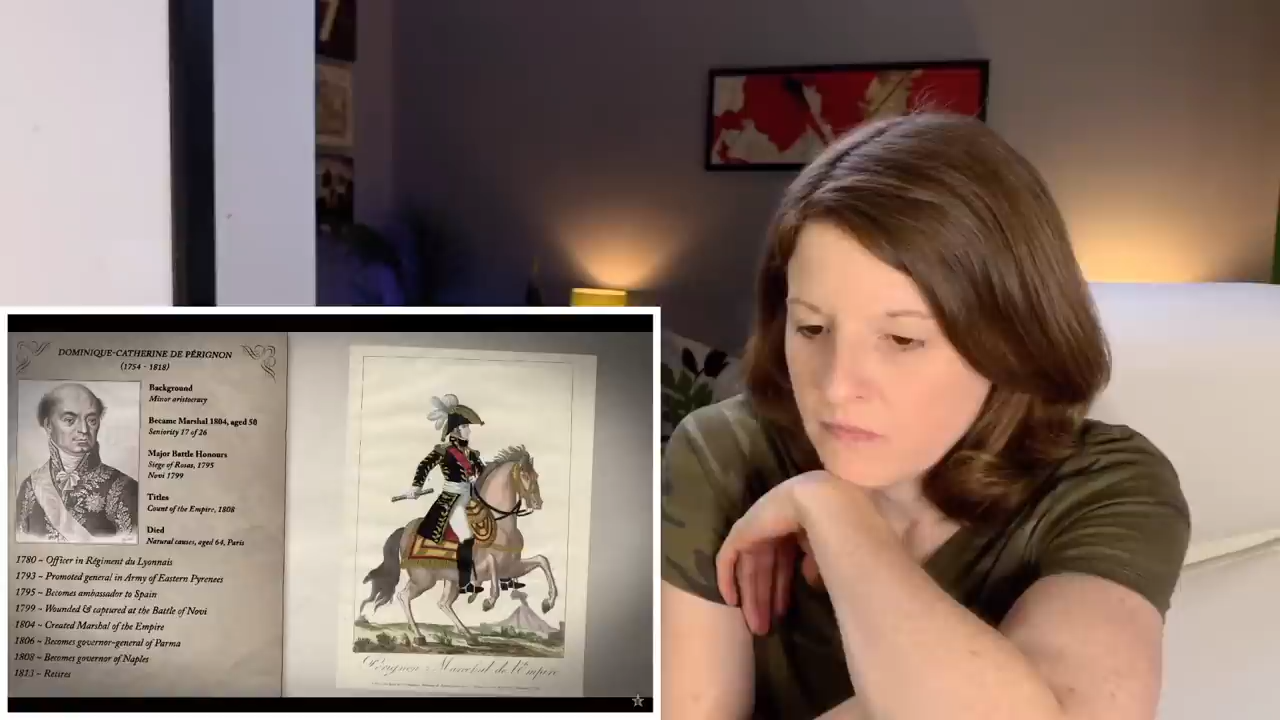 DOMINIQUE-CATHERINE DE PÉRIGNON
(1754 - 1818)
Background
Minor aristocracy
Became Marshal 1804, aged 50
Seniority 17 of 26
Major Battle Honours
Siege of Rosas, 1795
Novi 1799
Titles
Count of the Empire, 1808
Died
Natural causes, aged 64, Paris
1780 ~ Officer in Régiment du Lyonnais
1793 ~ Promoted general in Army of Eastern Pyrenees
1795 ~ Becomes ambassador to Spain
1799 ~ Wounded & captured at the Battle of Novi
1804 ~ Created Marshal of the Empire
1806 ~ Becomes governor-general of Parma
1808 ~ Becomes governor of Naples
1813 ~ Retires
Pérignon Maréchal de l'Empire